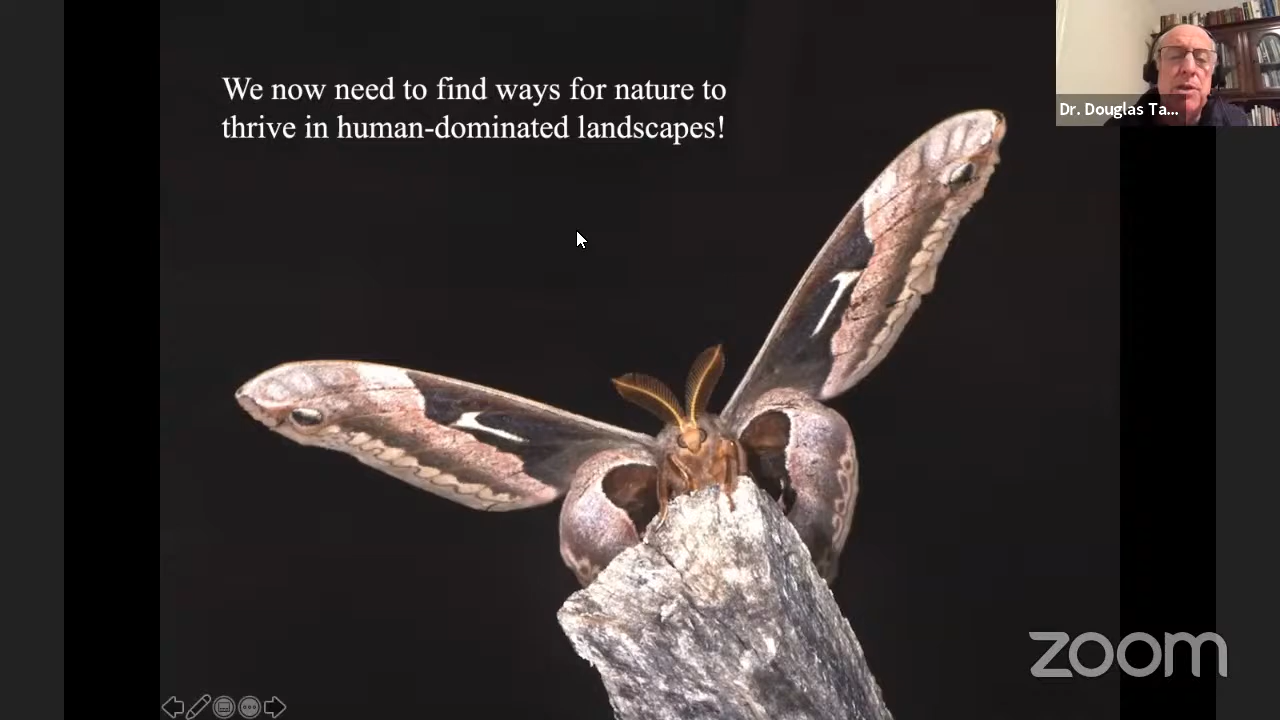 We now need to find ways for nature to
thrive in human-dominated landscapes!
Dr. Douglas Ta...
zoom